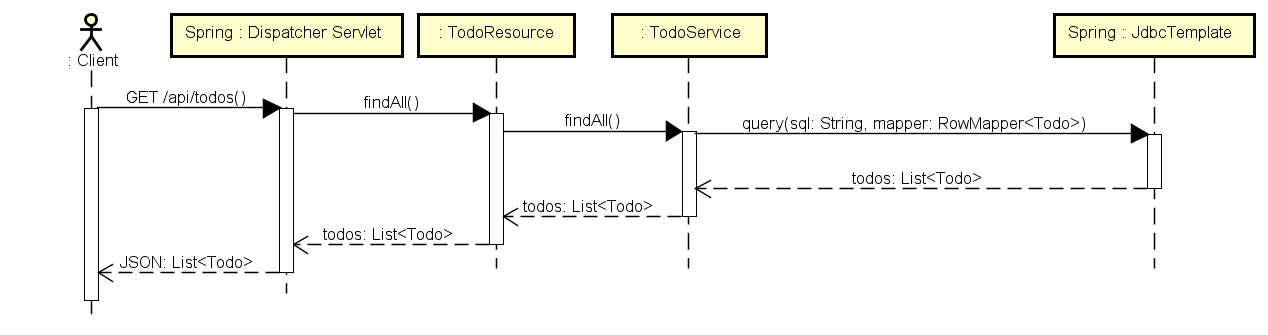 Spring : Dispatcher Servlet
: TodoResource
: TodoService
Spring : JdbcTemplate
: Client
GET /api/todos()
findAll()
findAll()
query(sql: String, mapper: RowMapper<Todo>)
todos: List<Todo>
todos: List<Todo>
todos: List<Todo>
JSON: List<Todo>